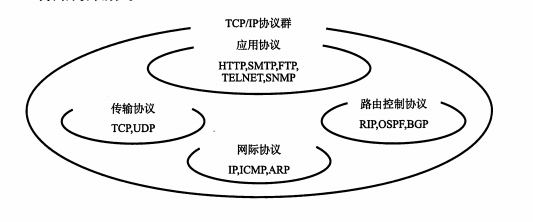 TCP/IP协议群
应用协议
HTTP,SMTP,FTP,
TELNET,SNMP
传输协议
TCP,UDP
路由控制协议
RIP,OSPF,BGP
网际协议
IP,ICMP,ARP